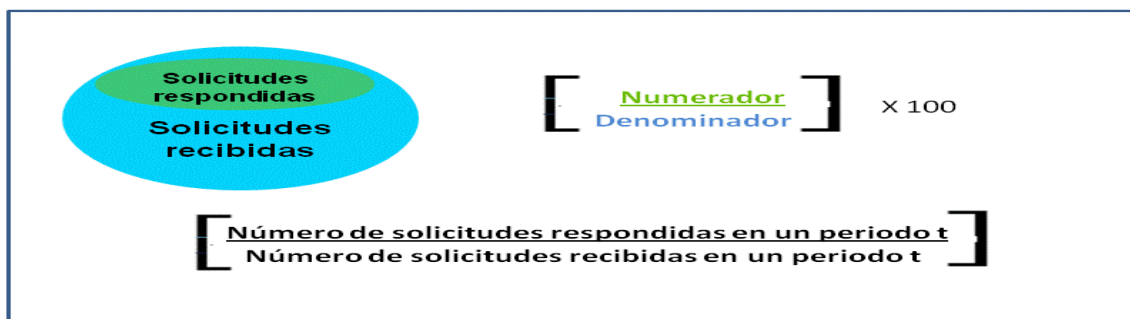 Solicitudes
respondidas
Solicitudes
recibidas
Numerador
Denominador
X 100
Número de solicitudes respondidas en un periodo t
Número de solicitudes recibidas en un periodo t